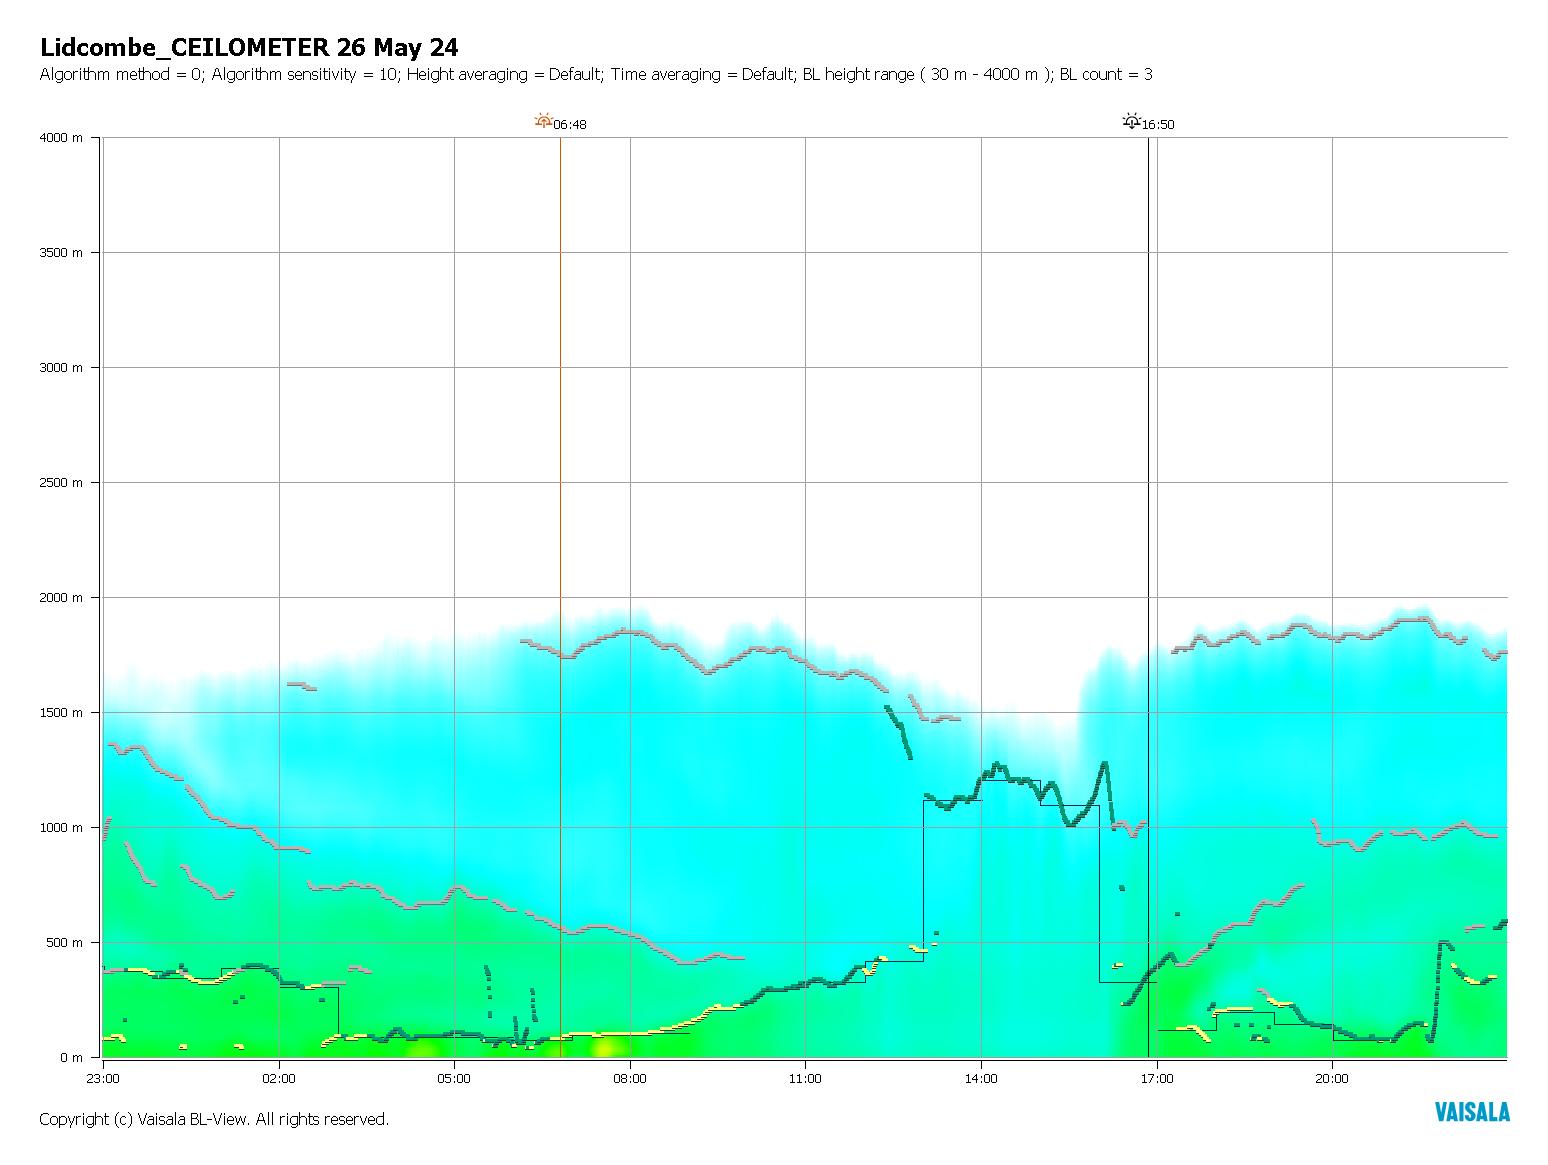 Lidcombe_CEILOMETER 26 May 24
Algorithm method = 0; Algorithm sensitivity = 10; Height averaging = Default; Time averaging = Default; BL height range ( 30 m - 4000 m ); BL count = 3
06:48
16:50
4000 m
3500 m
3000 m
2500 m
2000 m
1500 m
1000 m
500 m
0 m
23:00 02:00 05:00 08:00 11:00 14:00 17:00 20:00
Copyright (c) Vaisala BL-View. All rights reserved.
VAISALA